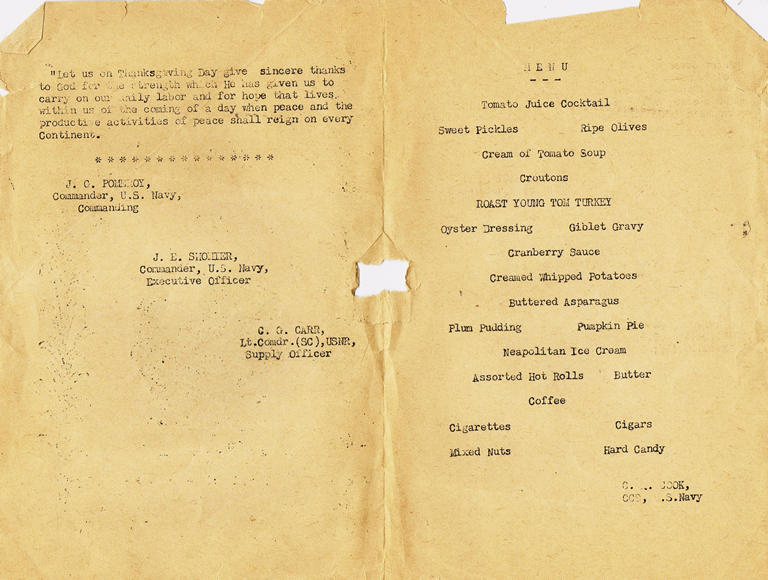 "Let us on Thanksgiving Day give sincere thanks
to God for the strength which He has given us to
carry on our daily labor and for hope that lives
within us of the coming of a day when peace and the
productive activities of peace shall reign on every
Continent.
* * * * * * * * * * * * * * *
J. C. POMEROY,
Commander, U.S. Navy,
Commanding
J. E.
Commander, U.S. Navy,
Executive Officer
C. G. CARR,
Lt.Comdr.(SC),USNR,
Supply Officer
MENU
Tomato Juice Cocktail
Sweet Pickles Ripe Olives
Cream of Tomato Soup
Croutons
ROAST YOUNG TOM TURKEY
Oyster Dressing Giblet Gravy
Cranberry Sauce
Creamed Whipped Potatoes
Buttered Asparagus
Plum Pudding Pumpkin Pie
Neapolitan Ice Cream
Assorted Hot Rolls Butter
Coffee
Cigarettes Cigars
Mixed Nuts Hard Candy
C. COOK,
CCS, U.S.Navy